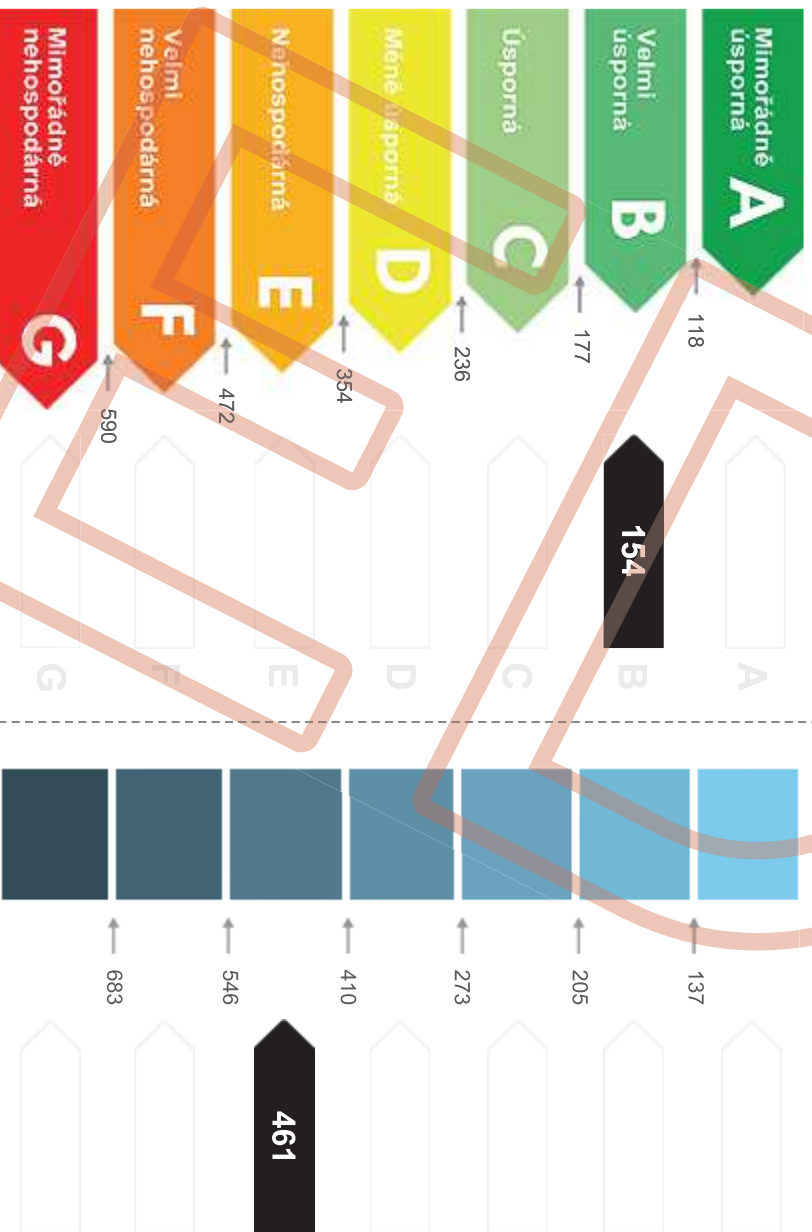 Mimořádně
úsporná
A
118
Velmi
úsporná
B
154
177
Úsporná
C
236
Méně úsporná
D
354
Nehospodárná
E
472
Velmi
nehospodárná
F
590
Mimořádně
nehospodárná
G
A
B
C
D
E
F
G
137
205
273
410
461
546
683